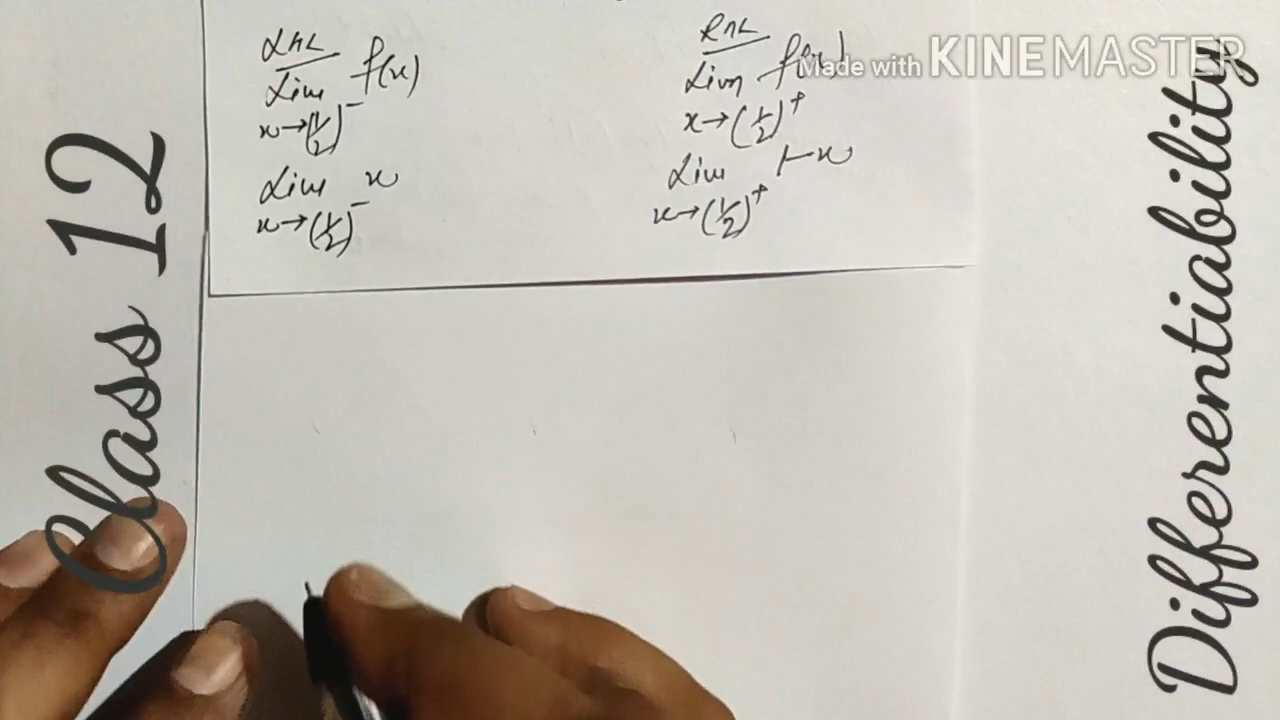 Class 12
LHL
Lim f(x)
x→(1/2)⁻
Lim x
x→(1/2)⁻
RHL
Lim f(x)
x→(1/2)⁺
Lim 1-x
x→(1/2)⁺
Made with KINEMASTER
Differentiability